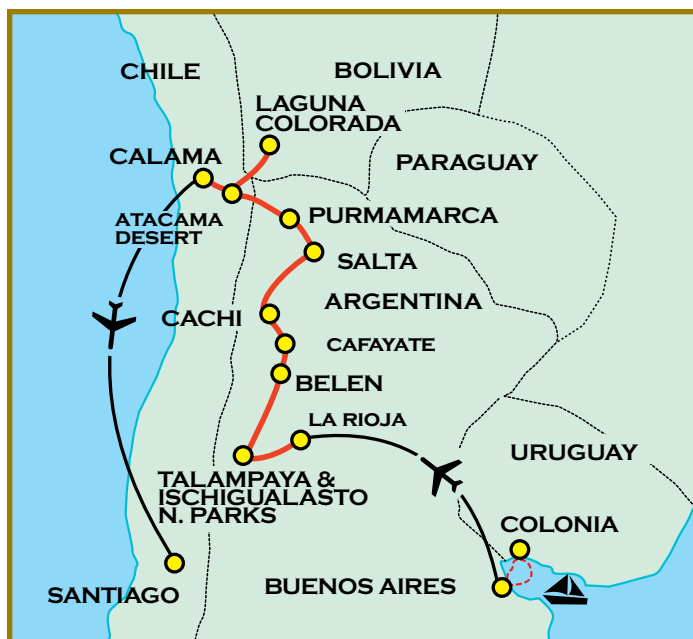 CHILE
BOLIVIA
LAGUNA
COLORADA
CALAMA
PARAGUAY
ATACAMA
DESERT
PURMAMARCA
SALTA
ARGENTINA
CACHI
CAFAYATE
BELEN
LA RIOJA
URUGUAY
TALAMPAYA &
ISCHIGUALASTO
N. PARKS
COLONIA
SANTIAGO
BUENOS AIRES